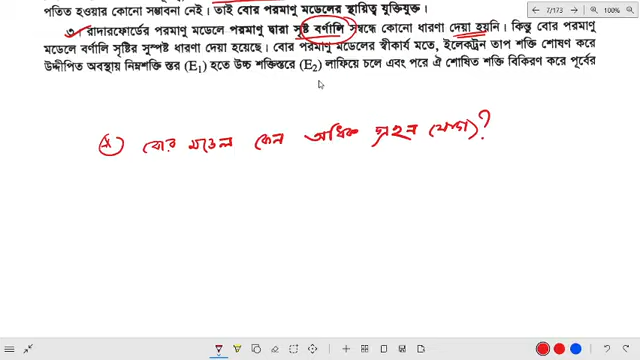 পতিত হওয়ার কোনো সম্ভাবনা নেই। তাই বোর পরমাণু মডেলের স্থায়িত্ব যুক্তিযুক্ত।
৩। রাদারফোর্ডের পরমাণু মডেলে পরমাণু দ্বারা সৃষ্ট বর্ণালি সম্বন্ধে কোনো ধারণা দেয়া হয়নি। কিন্তু বোর পরমাণু
মডেলে বর্ণালি সৃষ্টির সুস্পষ্ট ধারণা দেয়া হয়েছে। বোর পরমাণু মডেলের স্বীকার্য মতে, ইলেকট্রন তাপ শক্তি শোষণ করে
উদ্দীপিত অবস্থায় নিম্নশক্তি স্তর (E₁) হতে উচ্চ শক্তিস্তরে (E₂) লাফিয়ে চলে এবং পরে ঐ শোষিত শক্তি বিকিরণ করে পূর্বের
বোর মডেল কেন অধিক গ্রহন যোগ্য?
7/173
100%